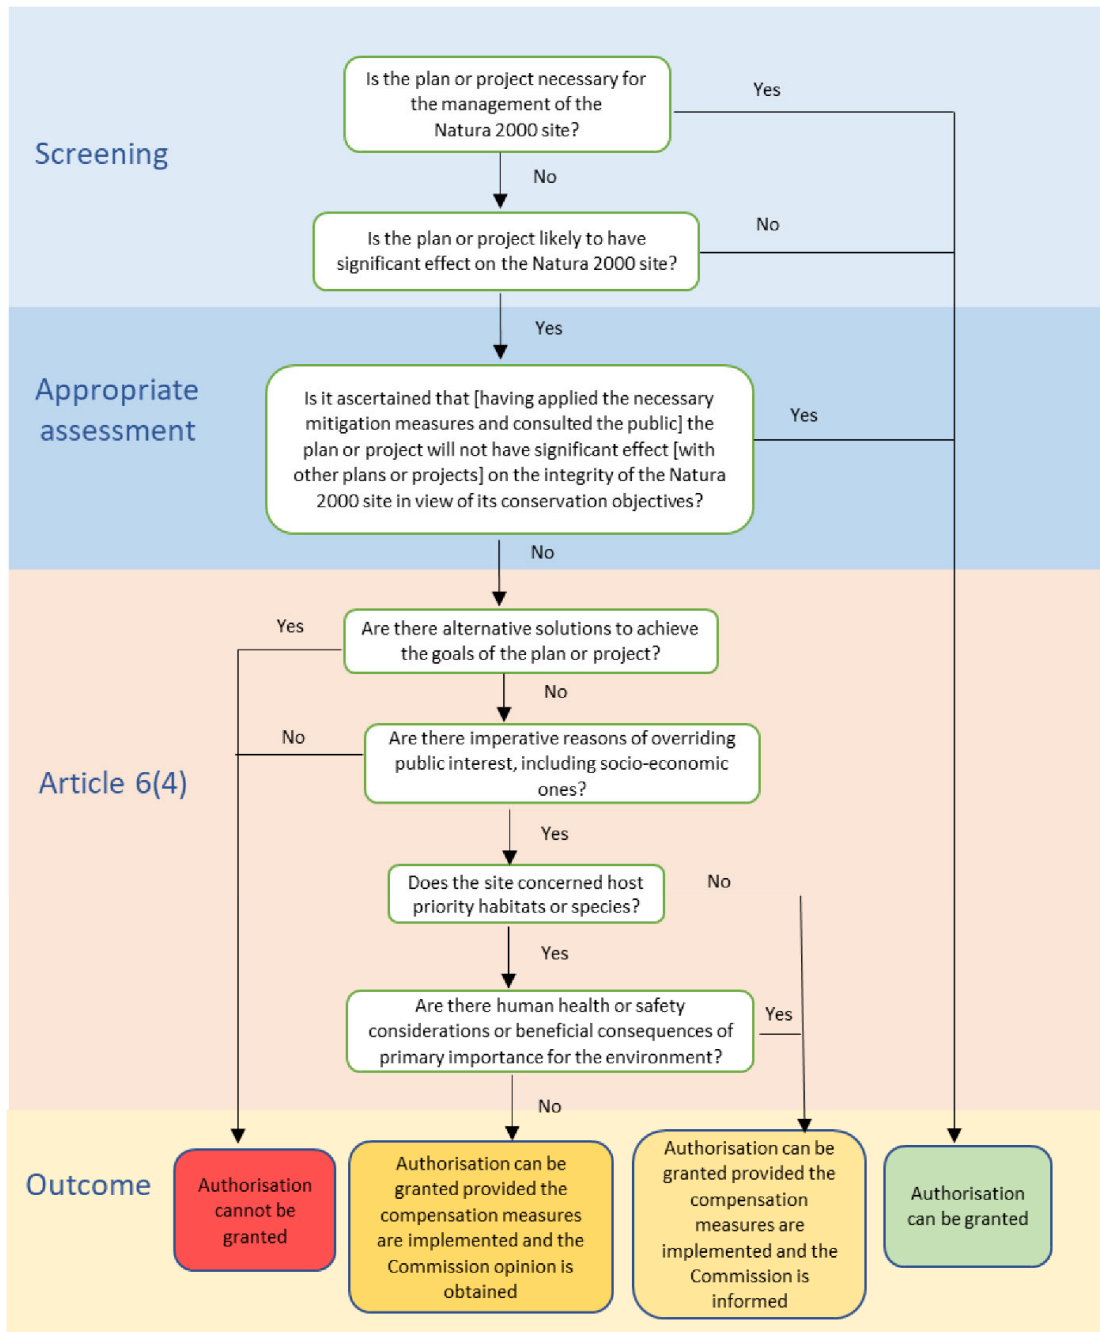 Screening
Is the plan or project necessary for
the management of the
Natura 2000 site?
Yes
No
Is the plan or project likely to have
significant effect on the Natura 2000 site?
No
Yes
Appropriate
assessment
Is it ascertained that [having applied the necessary
mitigation measures and consulted the public] the
plan or project will not have significant effect [with
other plans or projects] on the integrity of the Natura
2000 site in view of its conservation objectives?
Yes
No
Article 6(4)
Are there alternative solutions to achieve
the goals of the plan or project?
Yes
No
Are there imperative reasons of overriding
public interest, including socio-economic
ones?
No
Yes
Does the site concerned host
priority habitats or species?
No
Yes
Are there human health or safety
considerations or beneficial consequences of
primary importance for the environment?
Yes
No
Outcome
Authorisation
cannot be
granted
Authorisation can be
granted provided the
compensation measures
are implemented and the
Commission opinion is
obtained
Authorisation can be
granted provided the
compensation
measures are
implemented and the
Commission is
informed
Authorisation
can be granted